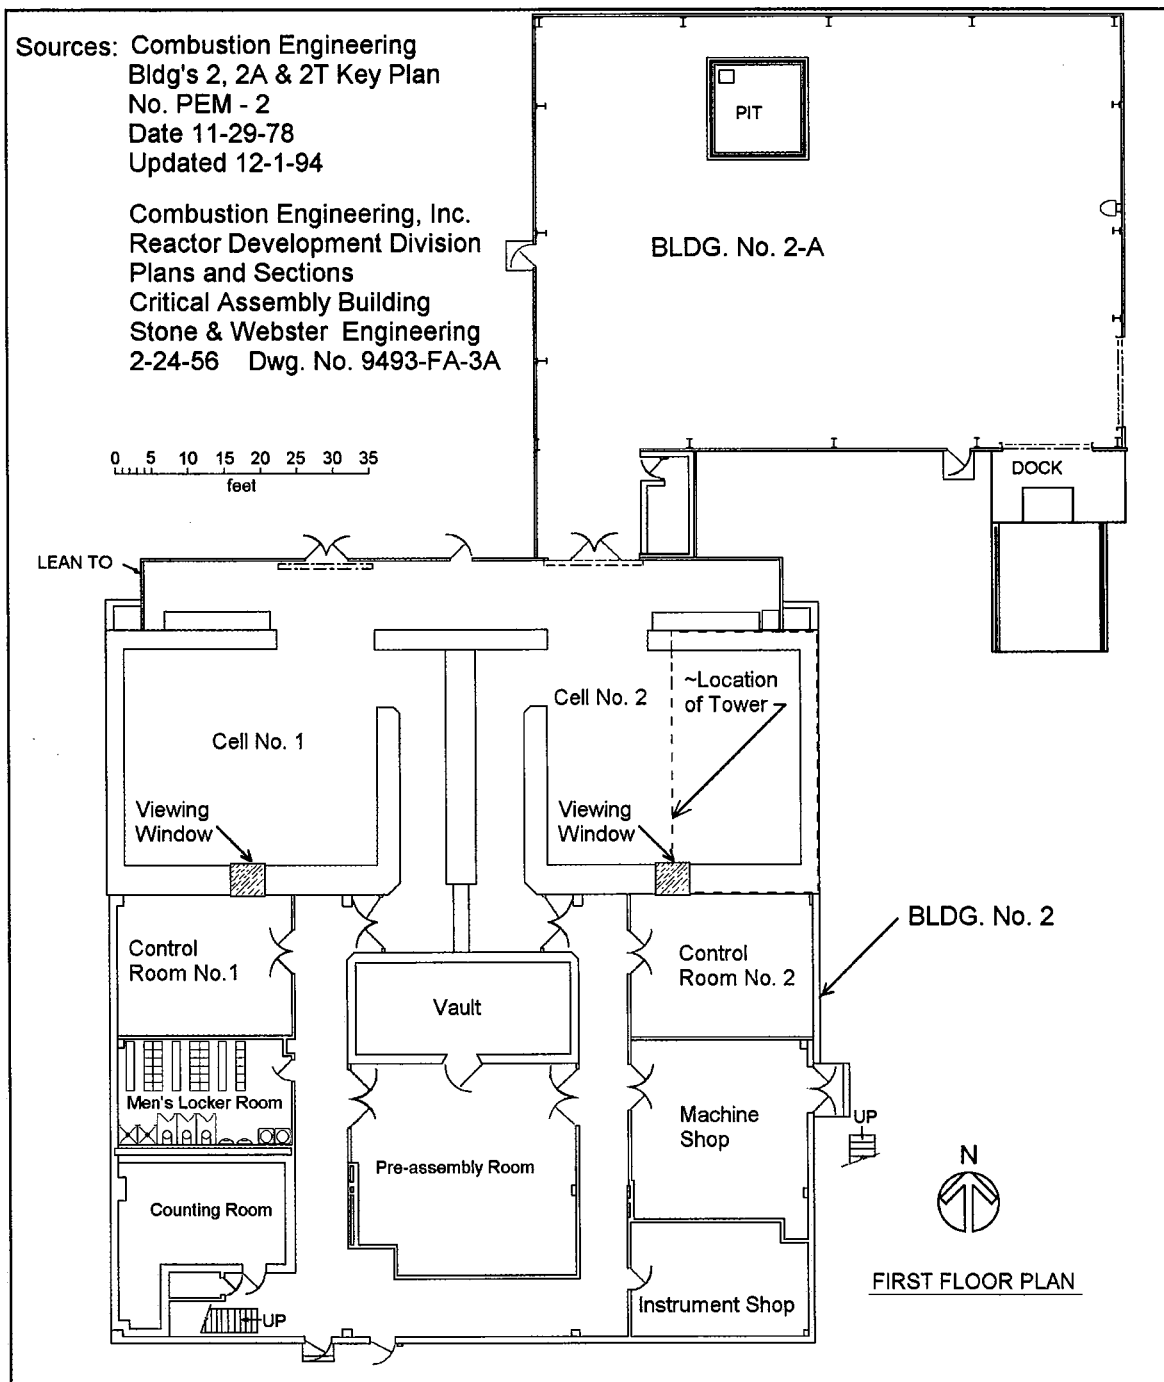 Sources: Combustion Engineering
Bldg's 2, 2A & 2T Key Plan
No. PEM - 2
Date 11-29-78
Updated 12-1-94
Combustion Engineering, Inc.
Reactor Development Division
Plans and Sections
Critical Assembly Building
Stone & Webster Engineering
2-24-56 Dwg. No. 9493-FA-3A
0 5 10 15 20 25 30 35
feet
PIT
BLDG. No. 2-A
DOCK
LEAN TO
Cell No. 1
Cell No. 2
~Location
of Tower
Viewing
Window
Viewing
Window
BLDG. No. 2
Control
Room No.1
Vault
Control
Room No. 2
Men's Locker Room
Machine
Shop
UP
Pre-assembly Room
Counting Room
N
FIRST FLOOR PLAN
Instrument Shop
UP